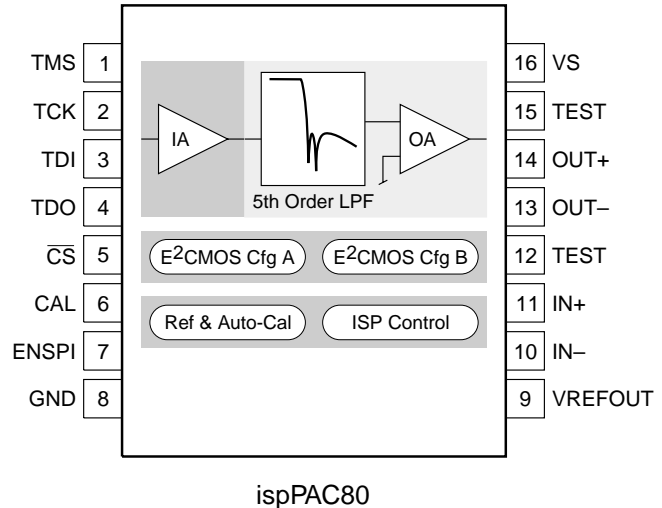 TMS 1
TCK 2
TDI 3
TDO 4
CS 5
CAL 6
ENSPI 7
GND 8
16 VS
15 TEST
14 OUT+
13 OUT–
12 TEST
11 IN+
10 IN–
9 VREFOUT
IA
OA
5th Order LPF
E2CMOS Cfg A
E2CMOS Cfg B
Ref & Auto-Cal
ISP Control
ispPAC80